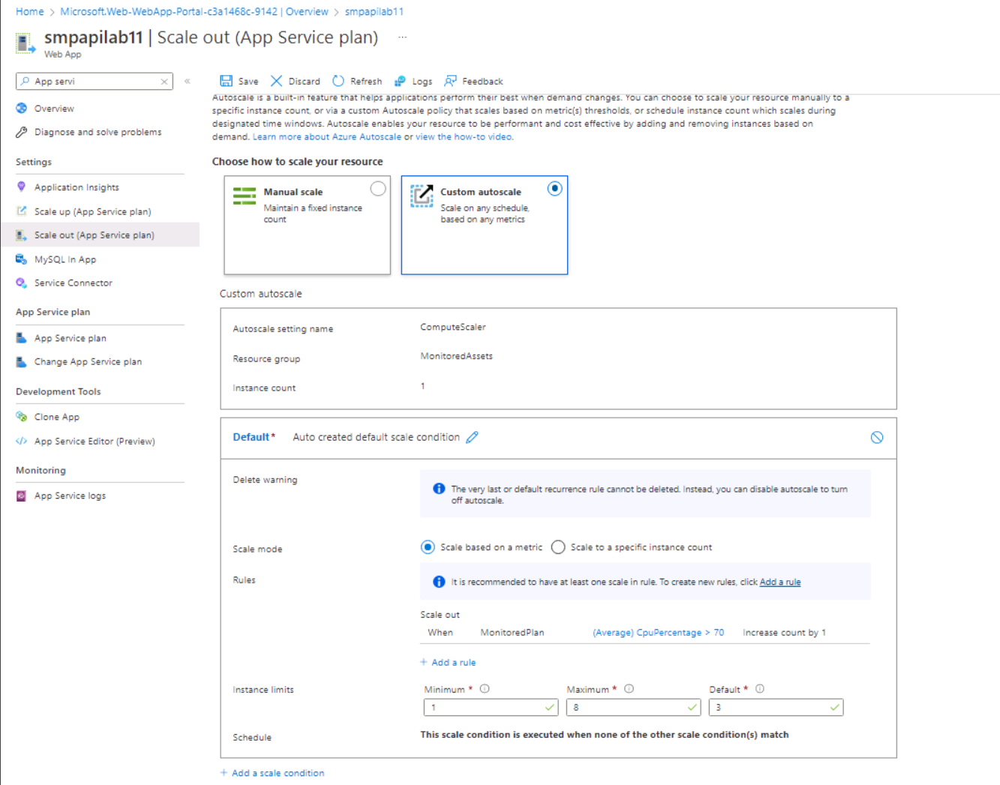 Home > Microsoft.Web-WebApp-Portal-c3a1468c-9142 | Overview > smpapilab11
smpapilab11 | Scale out (App Service plan) ...
Web App
App servi
Save Discard Refresh Logs Feedback
Overview
Diagnose and solve problems
Settings
Application Insights
Scale up (App Service plan)
Scale out (App Service plan)
MySQL In App
Service Connector
App Service plan
App Service plan
Change App Service plan
Development Tools
Clone App
App Service Editor (Preview)
Monitoring
App Service logs
Autoscale is a built-in feature that helps applications perform their best when demand changes. You can choose to scale your resource manually to a
specific instance count, or via a custom Autoscale policy that scales based on metric(s) thresholds, or schedule instance count which scales during
designated time windows. Autoscale enables your resource to be performant and cost effective by adding and removing instances based on
demand. Learn more about Azure Autoscale or view the how-to video.
Choose how to scale your resource
Manual scale
Maintain a fixed instance
count
Custom autoscale
Scale on any schedule,
based on any metrics
Custom autoscale
Autoscale setting name ComputeScaler
Resource group MonitoredAssets
Instance count 1
Default* Auto created default scale condition
Delete warning
The very last or default recurrence rule cannot be deleted. Instead, you can disable autoscale to turn
off autoscale.
Scale mode Scale based on a metric Scale to a specific instance count
Rules It is recommended to have at least one scale in rule. To create new rules, click Add a rule
Scale out
When MonitoredPlan (Average) CpuPercentage > 70 Increase count by 1
+ Add a rule
Instance limits Minimum * Maximum * Default *
1 8 3
Schedule This scale condition is executed when none of the other scale condition(s) match
+ Add a scale condition